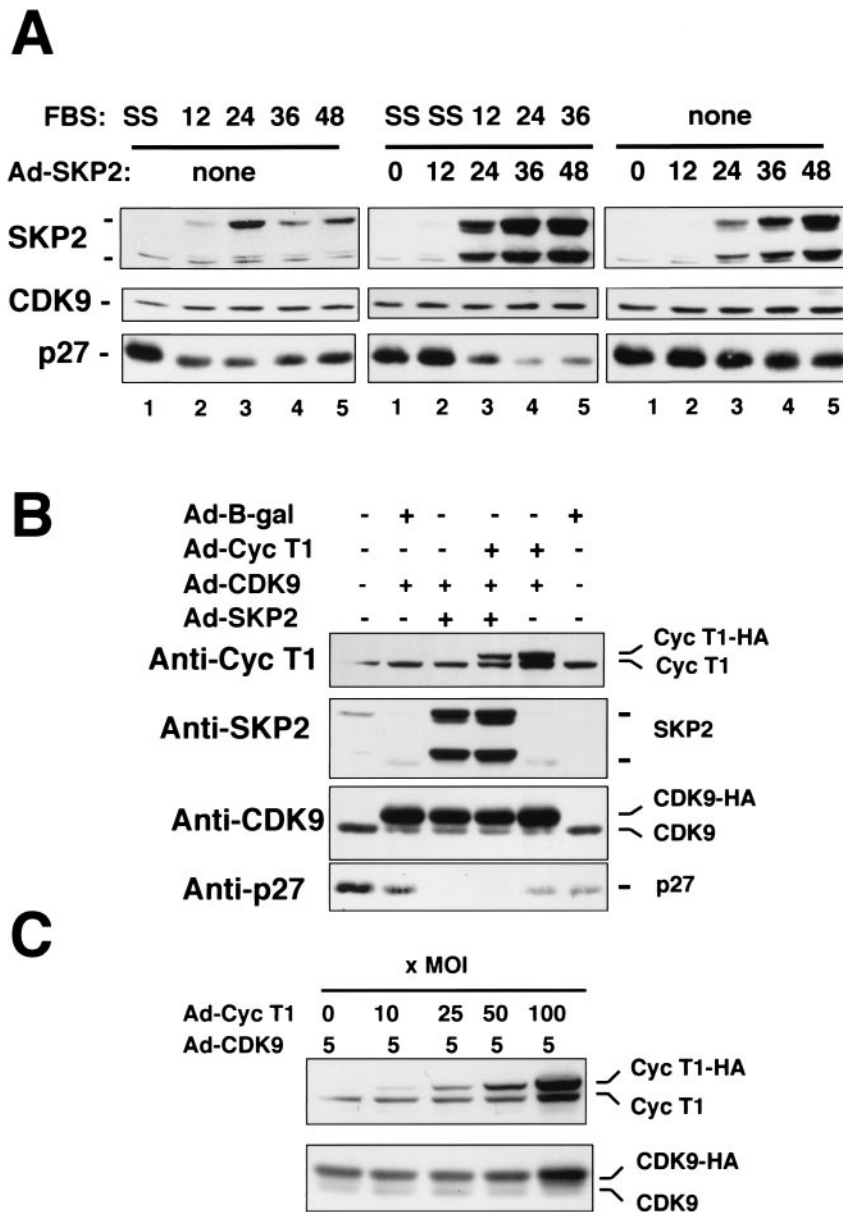 A
FBS: SS 12 24 36 48 SS SS 12 24 36 none
Ad-SKP2: none 0 12 24 36 48 0 12 24 36 48
SKP2
CDK9 -
p27 -
1 2 3 4 5 1 2 3 4 5 1 2 3 4 5
B
Ad-B-gal - + - - - +
Ad-Cyc T1 - - - + + -
Ad-CDK9 - + + + + -
Ad-SKP2 - - + + - -
Anti-Cyc T1 Cyc T1-HA
Cyc T1
Anti-SKP2 SKP2
Anti-CDK9 CDK9-HA
CDK9
Anti-p27 - p27
C
x MOI
Ad-Cyc T1 0 10 25 50 100
Ad-CDK9 5 5 5 5 5
Cyc T1-HA
Cyc T1
CDK9-HA
CDK9